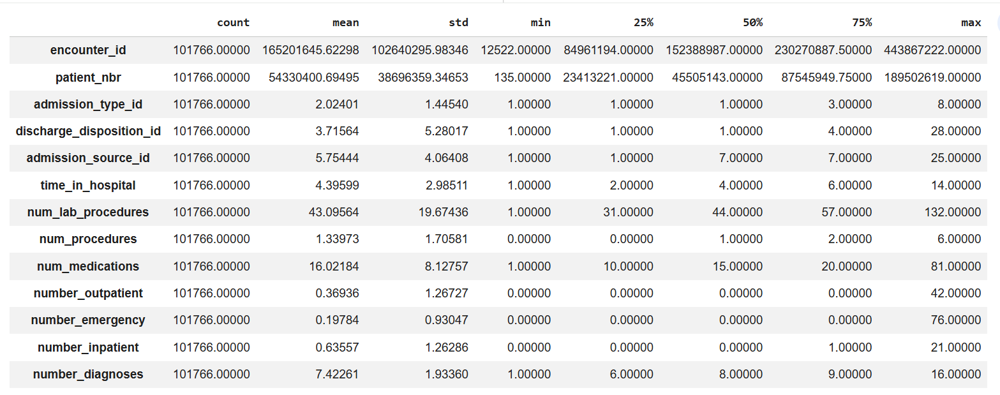 count mean std min 25% 50% 75% max
encounter_id 101766.00000 165201645.62298 102640295.98346 12522.00000 84961194.00000 152388987.00000 230270887.50000 443867222.00000
patient_nbr 101766.00000 54330400.69495 38696359.34653 135.00000 23413221.00000 45505143.00000 87545949.75000 189502619.00000
admission_type_id 101766.00000 2.02401 1.44540 1.00000 1.00000 1.00000 3.00000 8.00000
discharge_disposition_id 101766.00000 3.71564 5.28017 1.00000 1.00000 1.00000 4.00000 28.00000
admission_source_id 101766.00000 5.75444 4.06408 1.00000 1.00000 7.00000 7.00000 25.00000
time_in_hospital 101766.00000 4.39599 2.98511 1.00000 2.00000 4.00000 6.00000 14.00000
num_lab_procedures 101766.00000 43.09564 19.67436 1.00000 31.00000 44.00000 57.00000 132.00000
num_procedures 101766.00000 1.33973 1.70581 0.00000 0.00000 1.00000 2.00000 6.00000
num_medications 101766.00000 16.02184 8.12757 1.00000 10.00000 15.00000 20.00000 81.00000
number_outpatient 101766.00000 0.36936 1.26727 0.00000 0.00000 0.00000 0.00000 42.00000
number_emergency 101766.00000 0.19784 0.93047 0.00000 0.00000 0.00000 0.00000 76.00000
number_inpatient 101766.00000 0.63557 1.26286 0.00000 0.00000 0.00000 1.00000 21.00000
number_diagnoses 101766.00000 7.42261 1.93360 1.00000 6.00000 8.00000 9.00000 16.00000